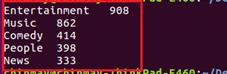 Entertainment 908
Music 862
Comedy 414
People 398
News 333